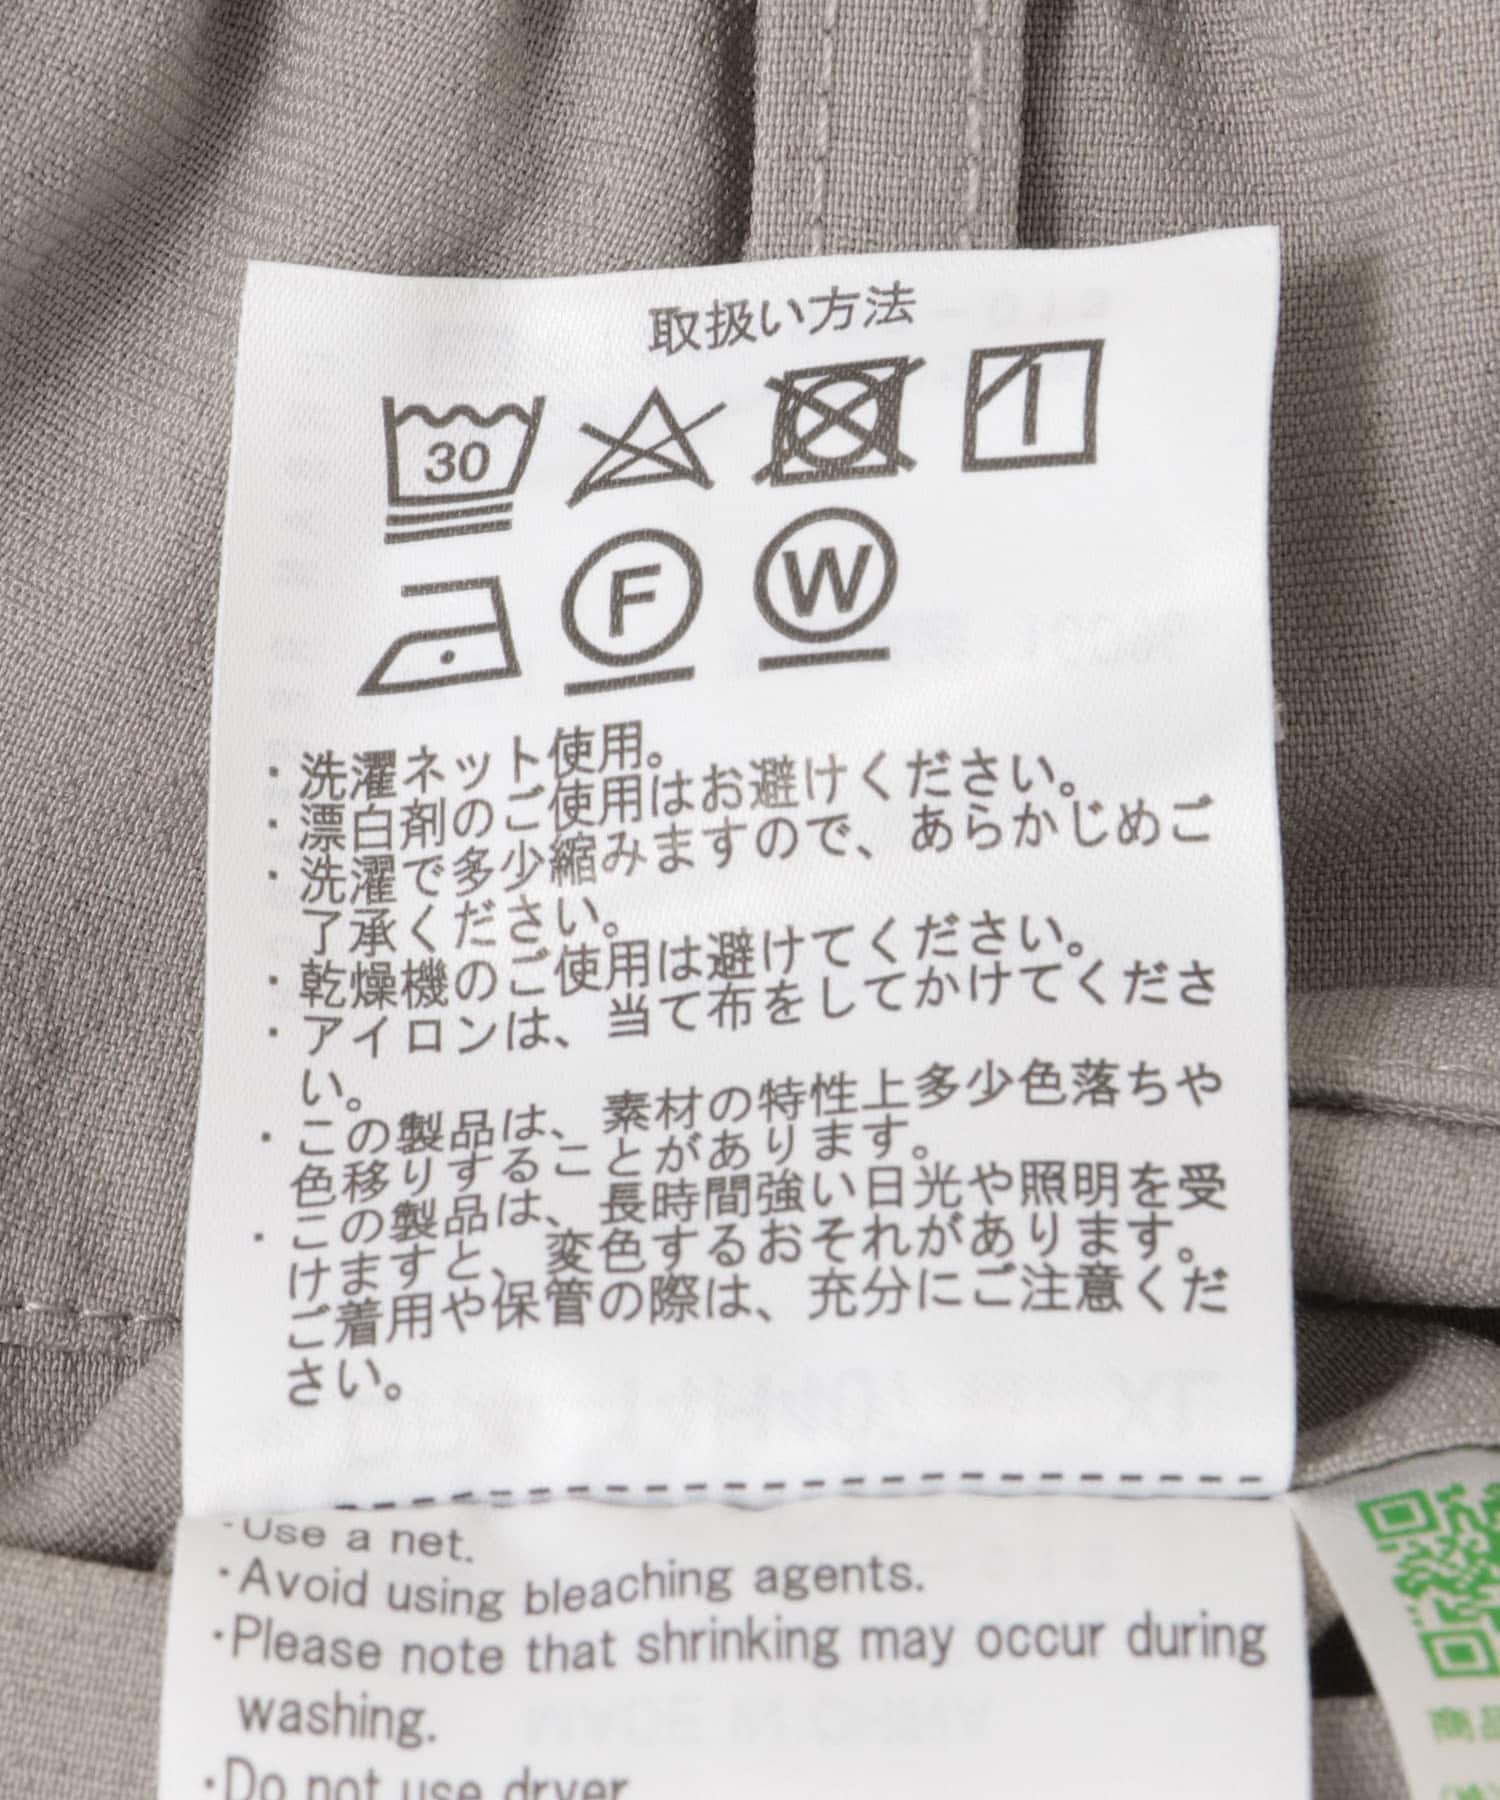 取扱い方法
30
F
W
・洗濯ネット使用。
・漂白剤のご使用はお避けください。
・洗濯で多少縮みますので、あらかじめご
了承ください。
・乾燥機のご使用は避けてください。
・アイロンは、当て布をしてかけてくださ
い。
・この製品は、素材の特性上多少色落ちや
色移りすることがあります。
・この製品は、長時間強い日光や照明を受
けますと、変色するおそれがあります。
ご着用や保管の際は、充分にご注意くだ
さい。
・Use a net.
・Avoid using bleaching agents.
・Please note that shrinking may occur during
washing.
・Do not use dryer
商品